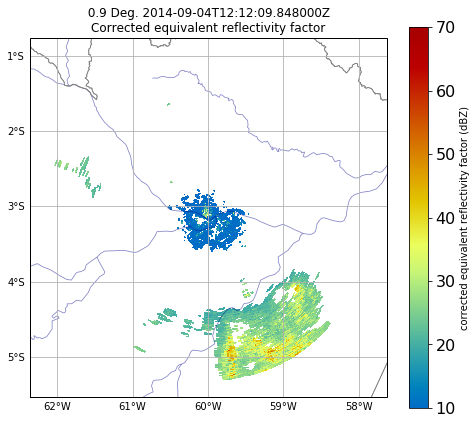 0.9 Deg. 2014-09-04T12:12:09.848000Z
Corrected equivalent reflectivity factor
1°S
2°S
3°S
4°S
5°S
62°W
61°W
60°W
59°W
58°W
70
60
50
40
30
20
10
corrected equivalent reflectivity factor (dBZ)